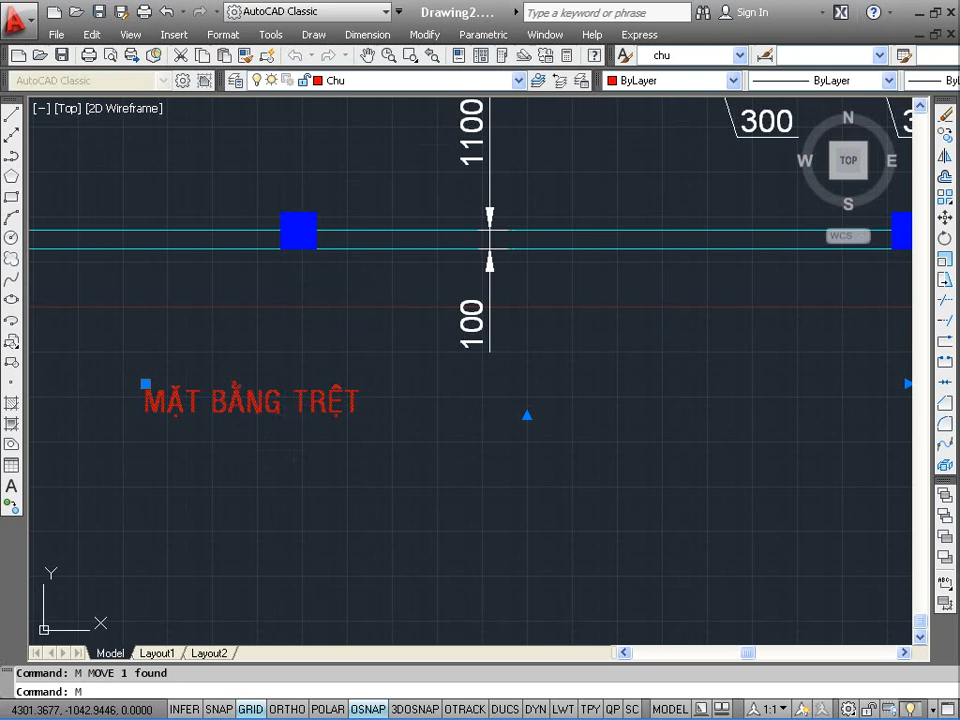 AutoCAD Classic
Drawing2....
Type a keyword or phrase
Sign In
File Edit View Insert Format Tools Draw Dimension Modify Parametric Window Help Express
chu
AutoCAD Classic
Chu
ByLayer
ByLayer
[−] [Top] [2D Wireframe]
1100
300
N
W
TOP
E
S
WCS
100
MẶT BẰNG TRỆT
Y
X
Model Layout1 Layout2
Command: M MOVE 1 found
Command: M
4301.3677, -1042.9446, 0.0000
INFER SNAP GRID ORTHO POLAR OSNAP 3DOSNAP OTRACK DUCS DYN LWT TPY QP SC
MODEL
1:1